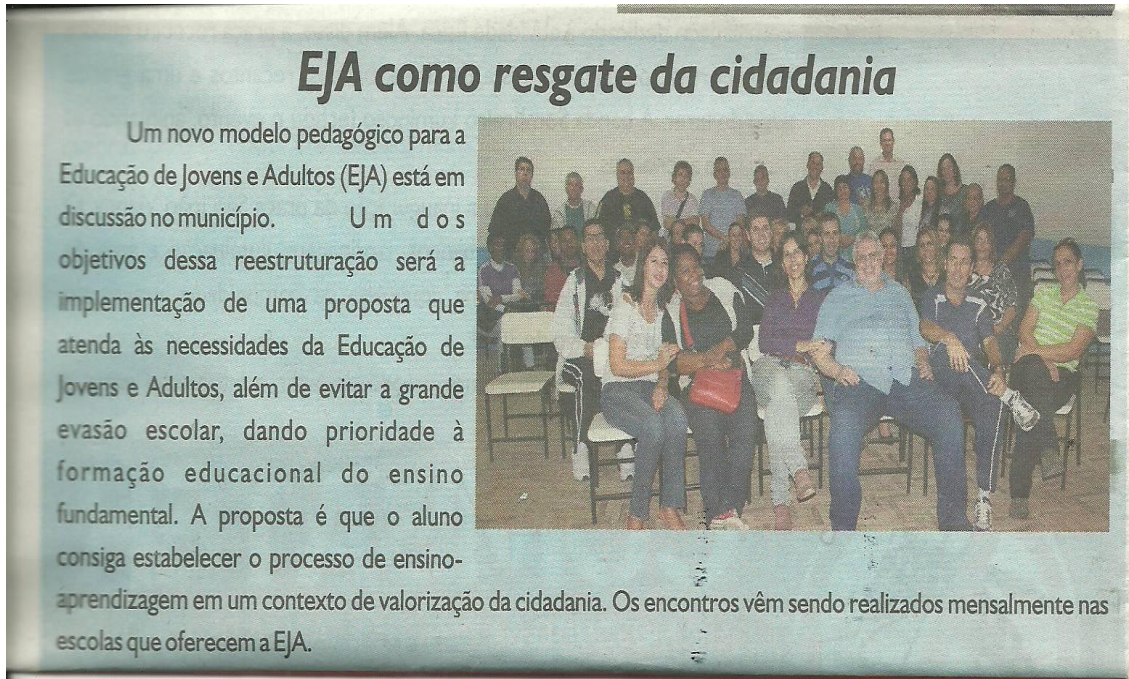 EJA como resgate da cidadania
Um novo modelo pedagógico para a
Educação de Jovens e Adultos (EJA) está em
discussão no município. Um dos
objetivos dessa reestruturação será a
implementação de uma proposta que
atenda às necessidades da Educação de
Jovens e Adultos, além de evitar a grande
evasão escolar, dando prioridade à
formação educacional do ensino
fundamental. A proposta é que o aluno
consiga estabelecer o processo de ensino-
aprendizagem em um contexto de valorização da cidadania. Os encontros vêm sendo realizados mensalmente nas
escolas que oferecem a EJA.